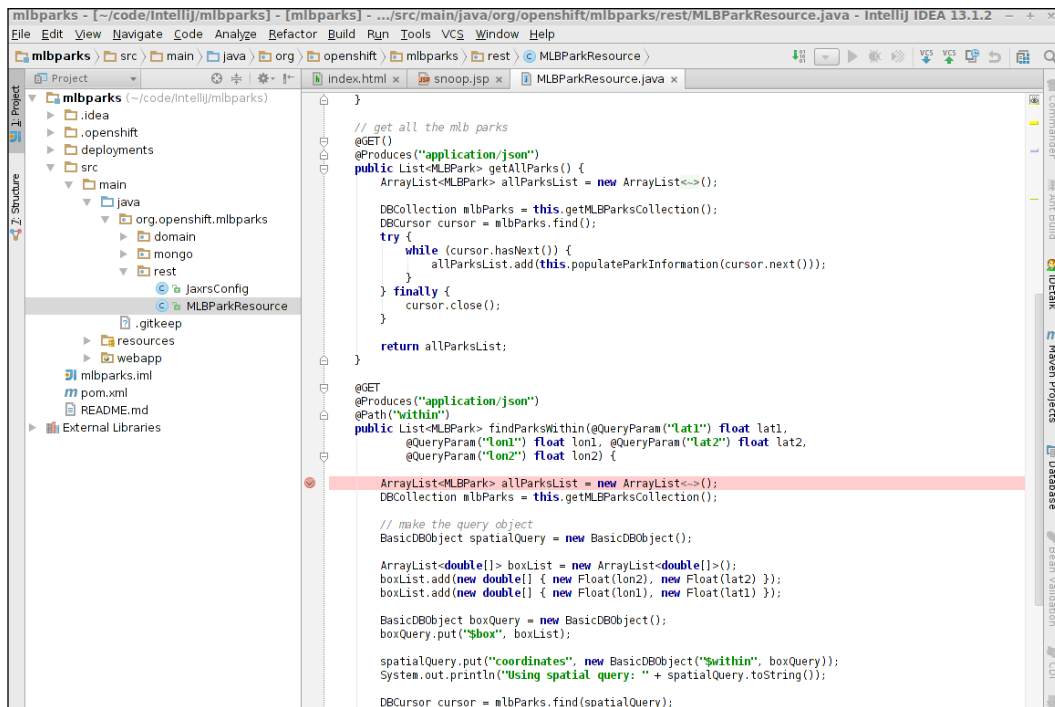 mlbparks - [~/code/IntelliJ/mlbparks] - [mlbparks] - .../src/main/java/org/openshift/mlbparks/rest/MLBParkResource.java - IntelliJ IDEA 13.1.2
File Edit View Navigate Code Analyze Refactor Build Run Tools VCS Window Help
mlbparks src main java org openshift mlbparks rest MLBParkResource
Project
index.html snoop.jsp MLBParkResource.java
1: Project
Z: Structure
mlbparks (~/code/IntelliJ/mlbparks)
.idea
.openshift
deployments
src
main
java
org.openshift.mlbparks
domain
mongo
rest
JaxrsConfig
MLBParkResource
.gitkeep
resources
webapp
mlbparks.iml
pom.xml
README.md
External Libraries
}
// get all the mlb parks
@GET()
@Produces("application/json")
public List<MLBPark> getAllParks() {
ArrayList<MLBPark> allParksList = new ArrayList<~>();
DBCollection mlbParks = this.getMLBParksCollection();
DBCursor cursor = mlbParks.find();
try {
while (cursor.hasNext()) {
allParksList.add(this.populateParkInformation(cursor.next()));
}
} finally {
cursor.close();
}
return allParksList;
}
@GET
@Produces("application/json")
@Path("within")
public List<MLBPark> findParksWithin(@QueryParam("lat1") float lat1,
@QueryParam("lon1") float lon1, @QueryParam("lat2") float lat2,
@QueryParam("lon2") float lon2) {
ArrayList<MLBPark> allParksList = new ArrayList<~>();
DBCollection mlbParks = this.getMLBParksCollection();
// make the query object
BasicDBObject spatialQuery = new BasicDBObject();
ArrayList<double[]> boxList = new ArrayList<double[]>();
boxList.add(new double[] { new Float(lon2), new Float(lat2) });
boxList.add(new double[] { new Float(lon1), new Float(lat1) });
BasicDBObject boxQuery = new BasicDBObject();
boxQuery.put("$box", boxList);
spatialQuery.put("coordinates", new BasicDBObject("$within", boxQuery));
System.out.println("Using spatial query: " + spatialQuery.toString());
DBCursor cursor = mlbParks.find(spatialQuery);
Commander
Ant Build
IDEtalk
Maven Projects
Database
Bean Validation
CDI